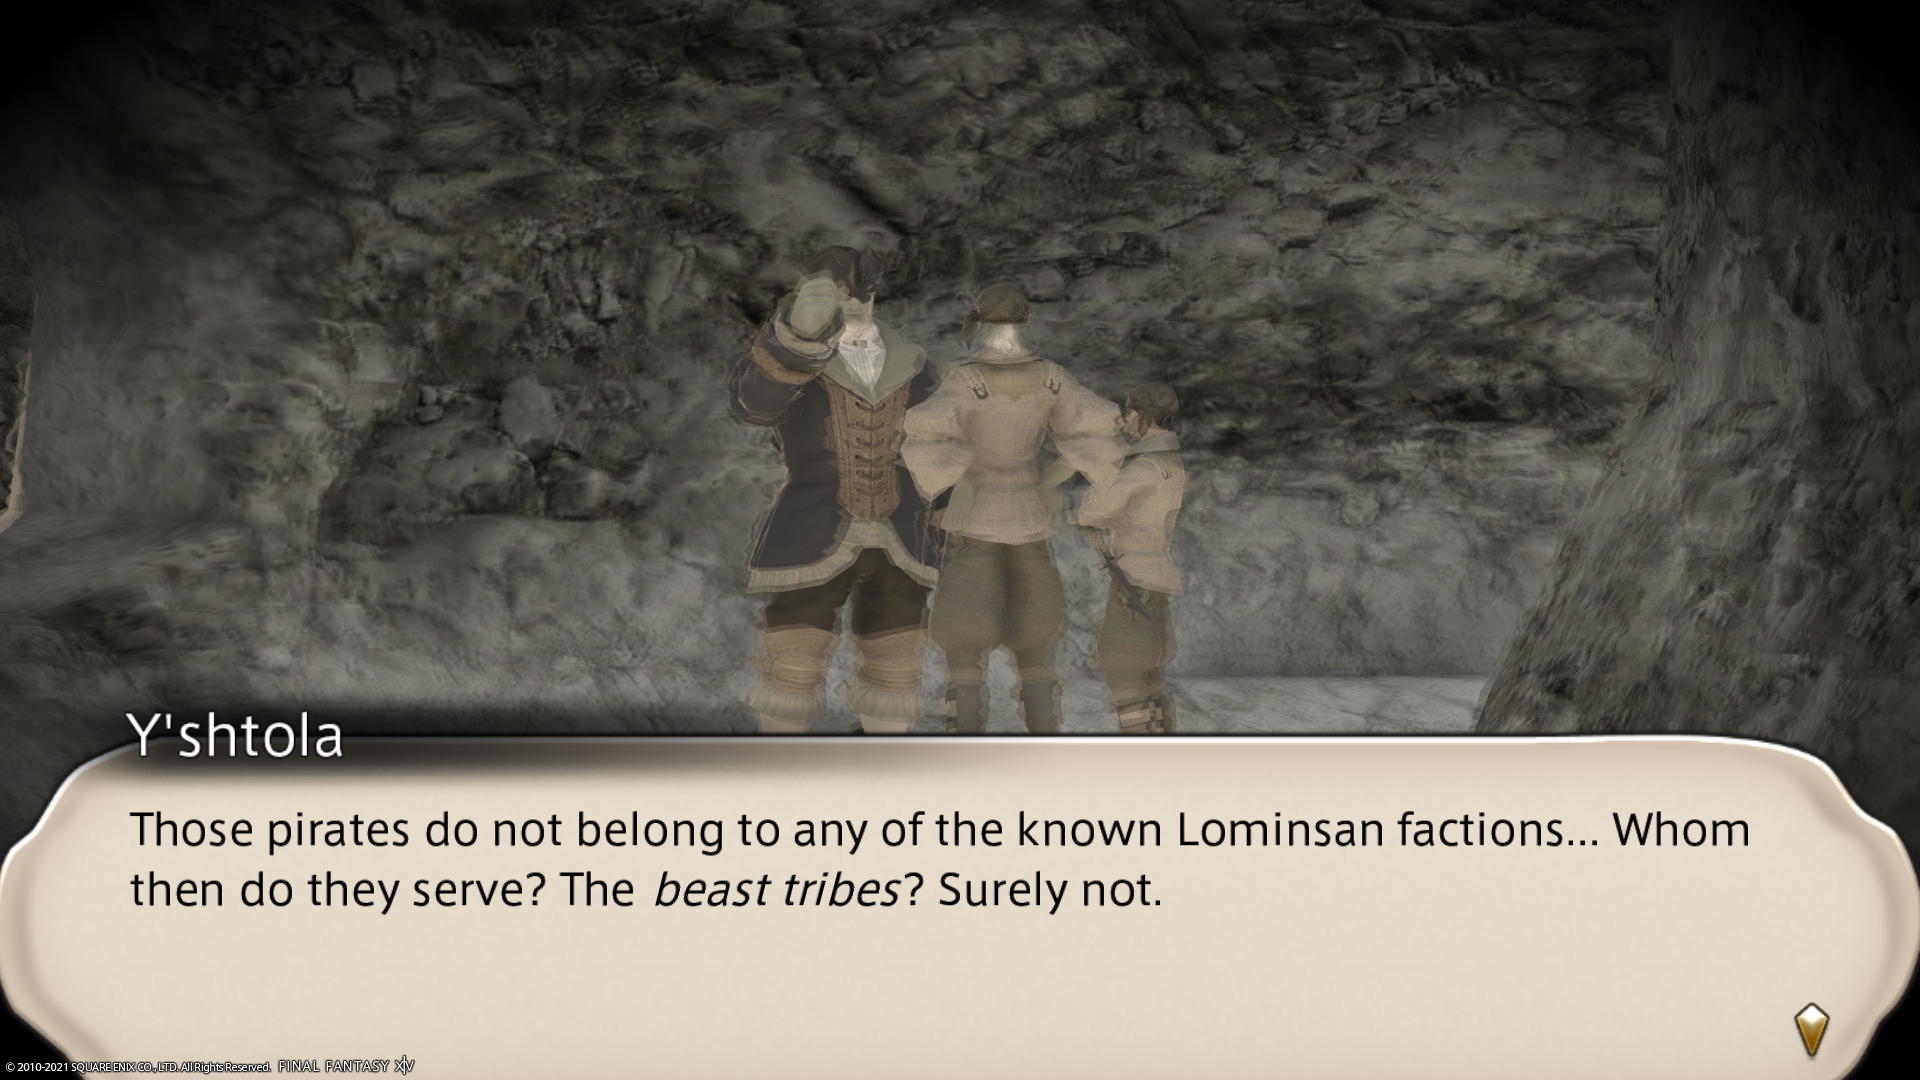 Y'shtola
Those pirates do not belong to any of the known Lominsan factions... Whom
then do they serve? The beast tribes? Surely not.
© 2010-2021 SQUARE ENIX CO., LTD. All Rights Reserved. FINAL FANTASY XIV